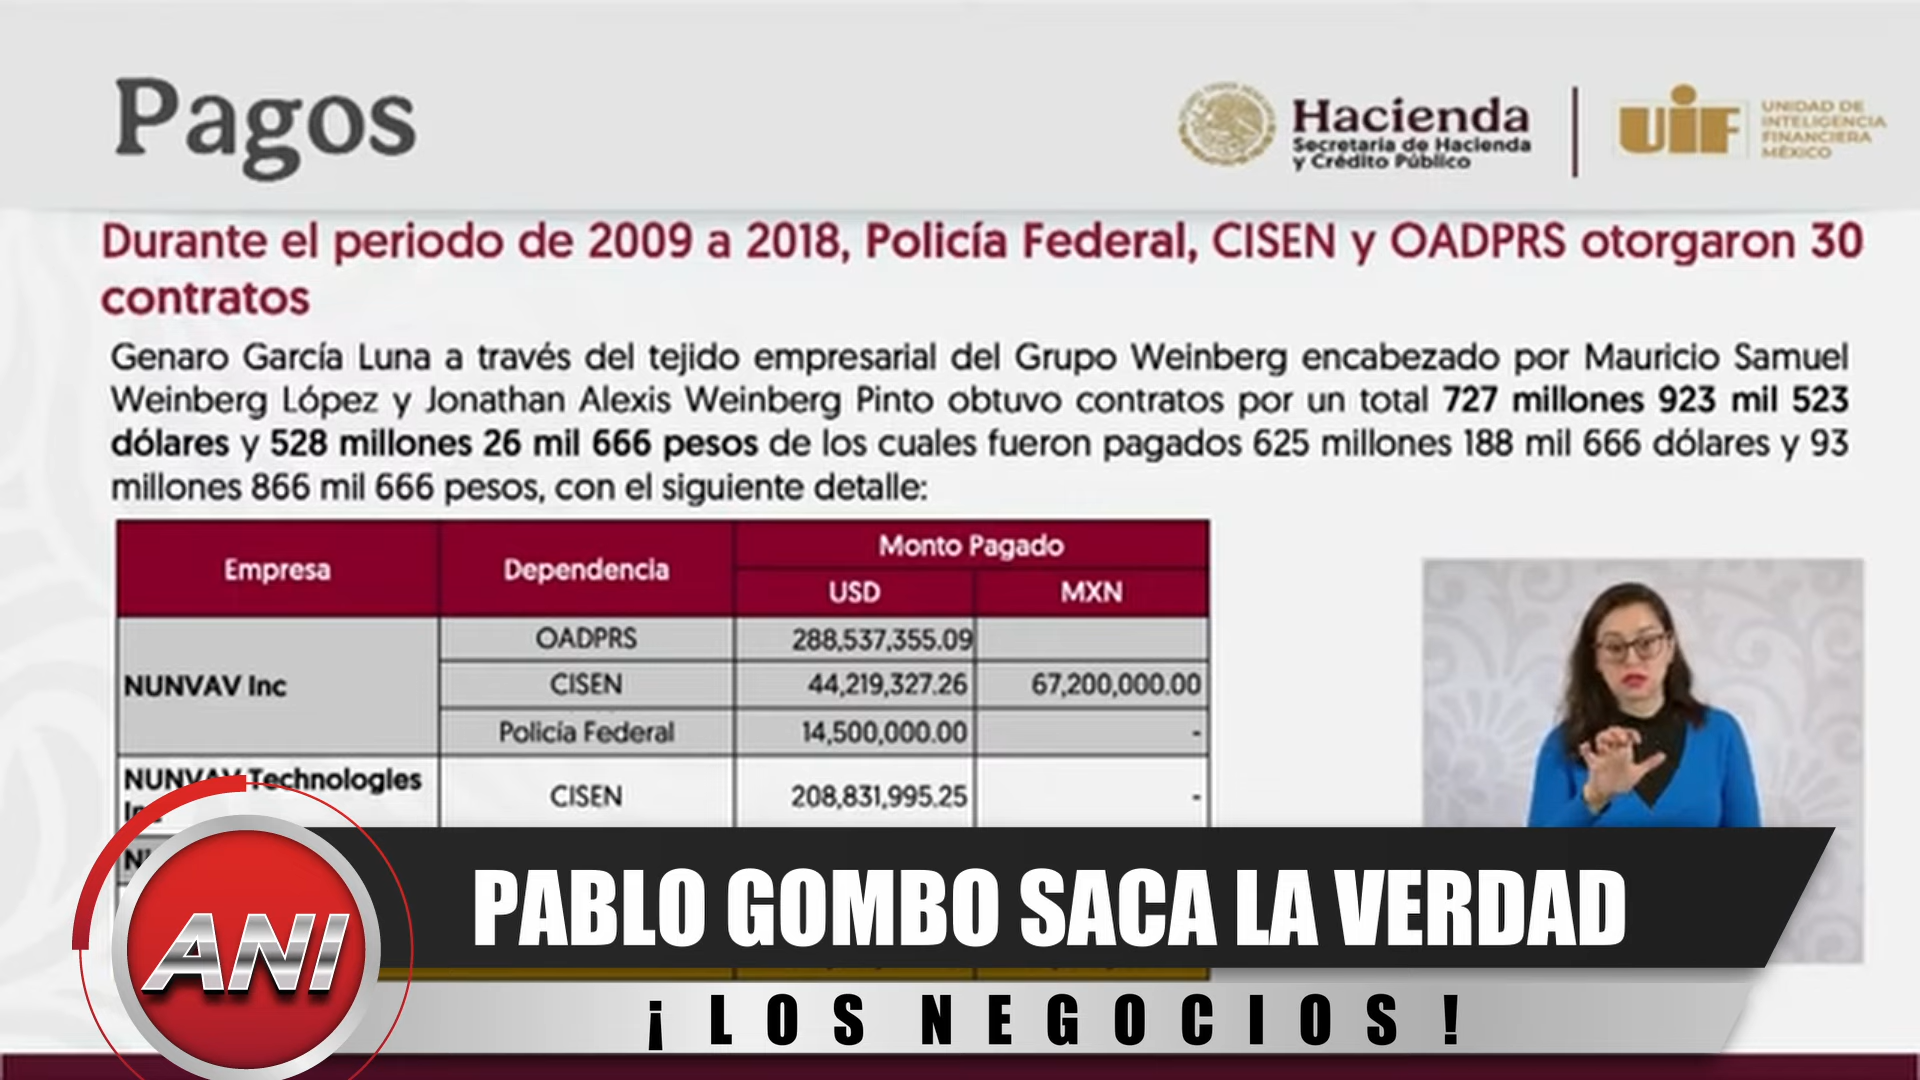 Pagos
Hacienda
Secretaría de Hacienda
y Crédito Público
UIF
UNIDAD DE
INTELIGENCIA
FINANCIERA
MÉXICO
Durante el periodo de 2009 a 2018, Policía Federal, CISEN y OADPRS otorgaron 30
contratos
Genaro García Luna a través del tejido empresarial del Grupo Weinberg encabezado por Mauricio Samuel
Weinberg López y Jonathan Alexis Weinberg Pinto obtuvo contratos por un total 727 millones 923 mil 523
dólares y 528 millones 26 mil 666 pesos de los cuales fueron pagados 625 millones 188 mil 666 dólares y 93
millones 866 mil 666 pesos, con el siguiente detalle:
Empresa Dependencia Monto Pagado
USD MXN
OADPRS 288,537,355.09
NUNVAV Inc CISEN 44,219,327.26 67,200,000.00
Policía Federal 14,500,000.00 -
NUNVAV Technologies
CISEN 208,831,995.25 -
PABLO GOMBO SACA LA VERDAD
ANI
¡LOS NEGOCIOS!